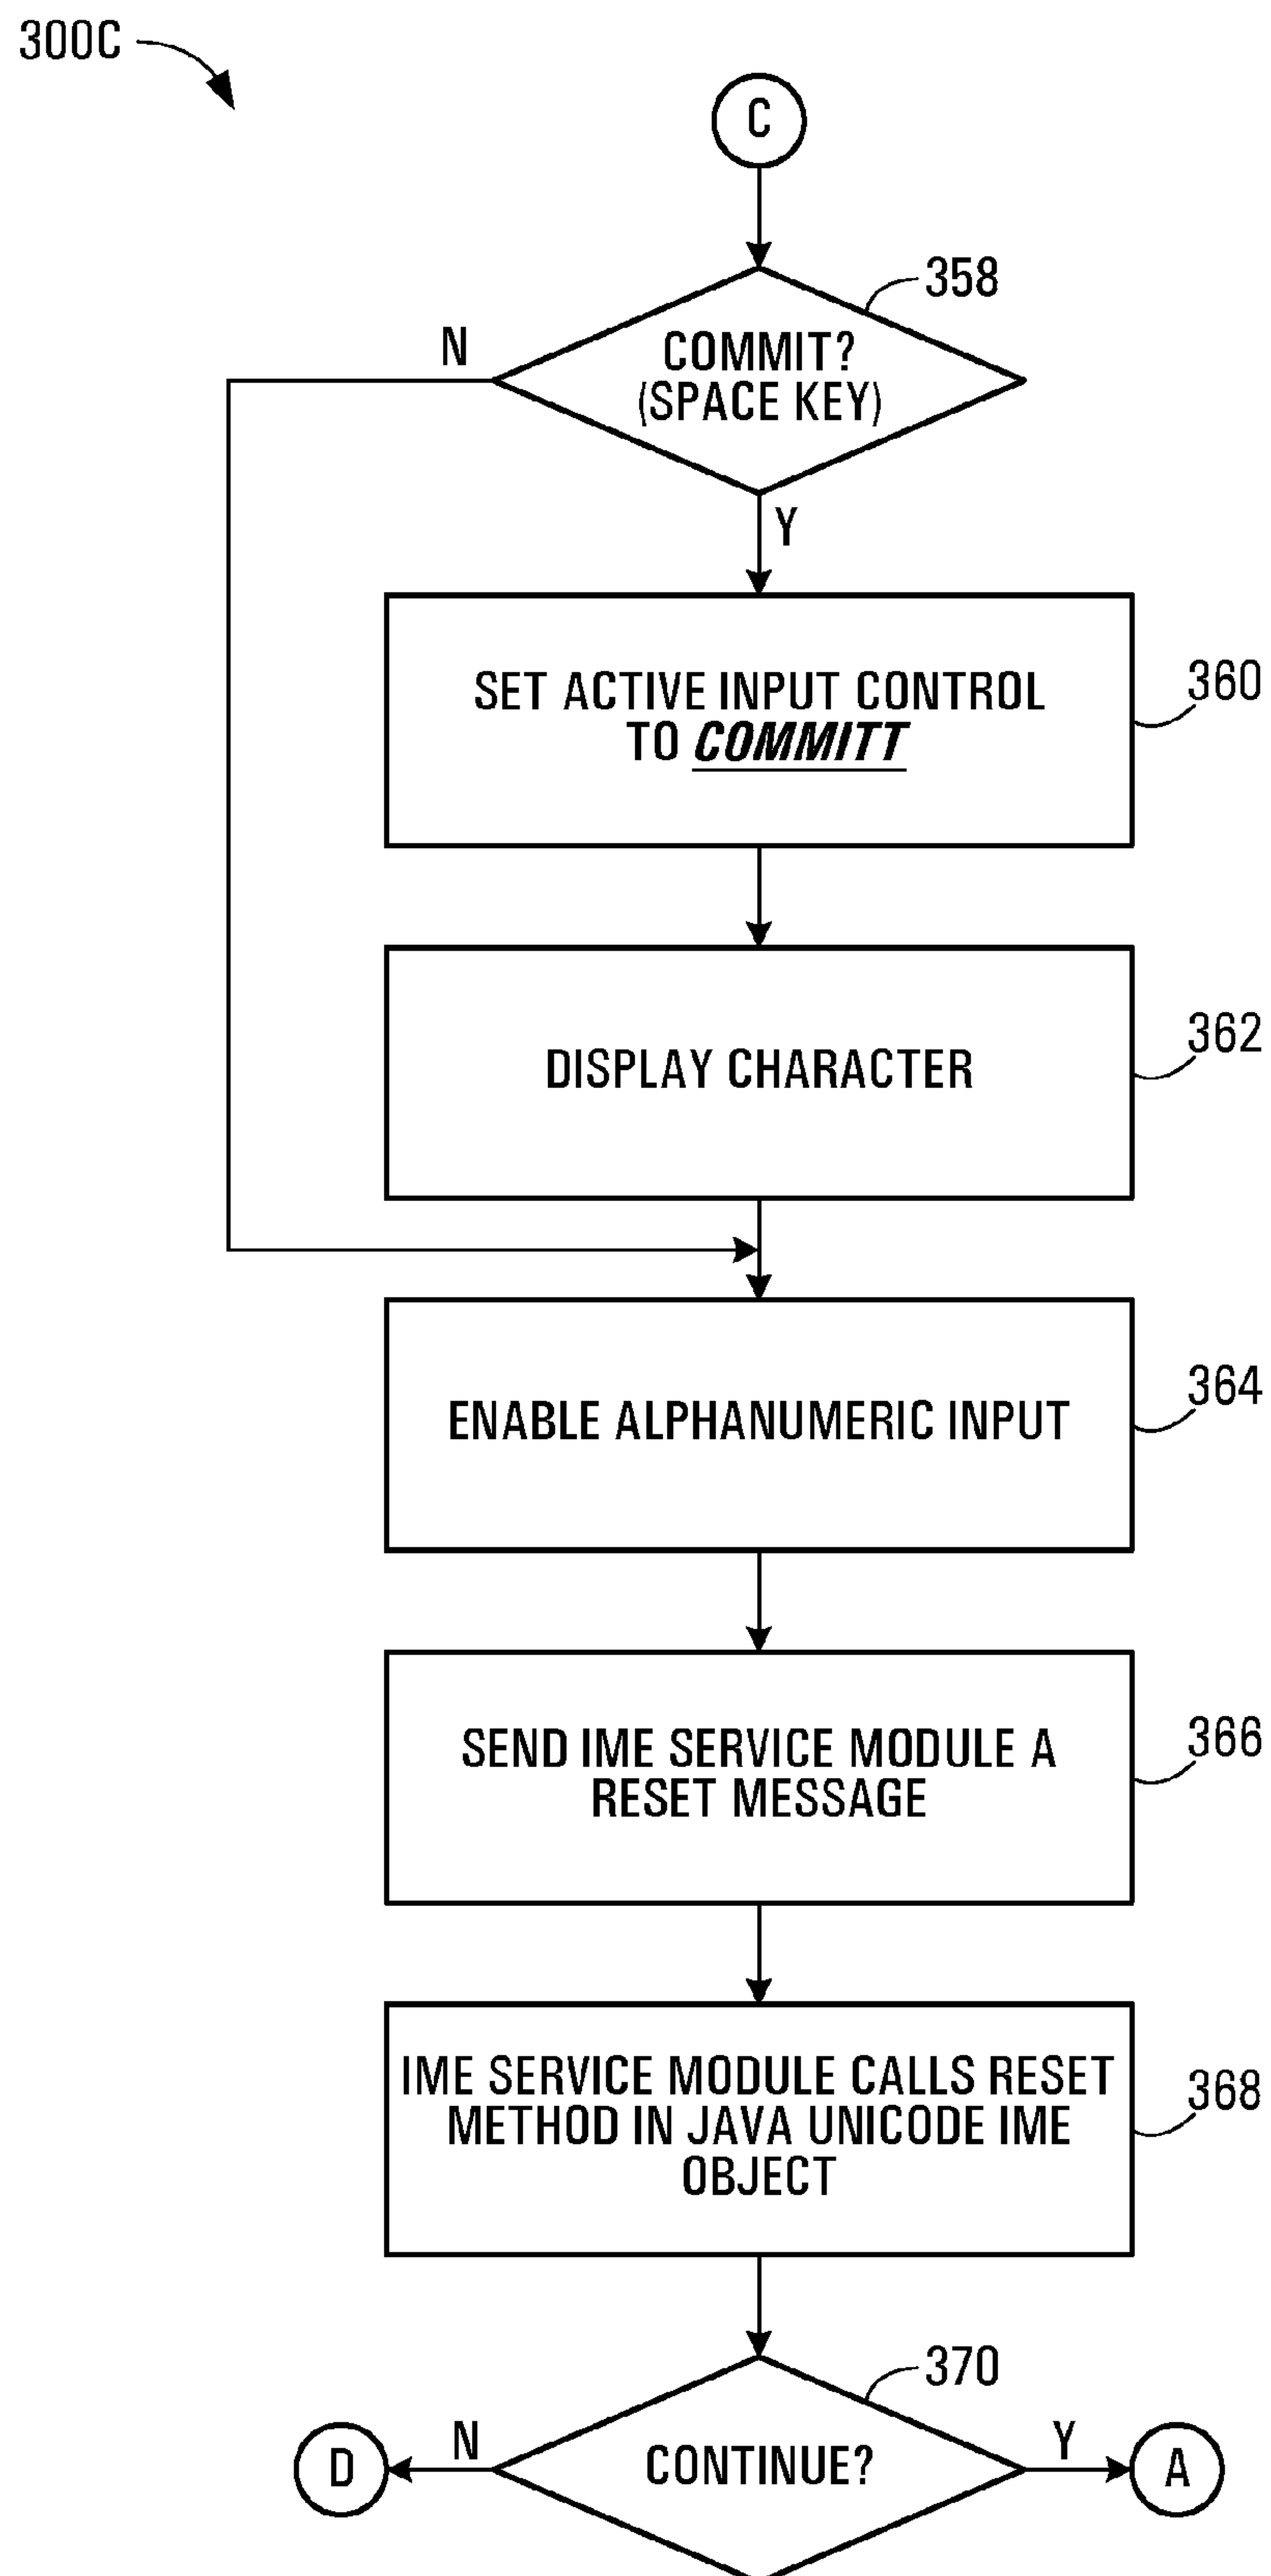 300C
C
358
N
COMMIT?
(SPACE KEY)
Y
SET ACTIVE INPUT CONTROL
TO COMMITT
360
DISPLAY CHARACTER
362
ENABLE ALPHANUMERIC INPUT
364
SEND IME SERVICE MODULE A
RESET MESSAGE
366
IME SERVICE MODULE CALLS RESET
METHOD IN JAVA UNICODE IME
OBJECT
368
370
D
N
CONTINUE?
Y
A